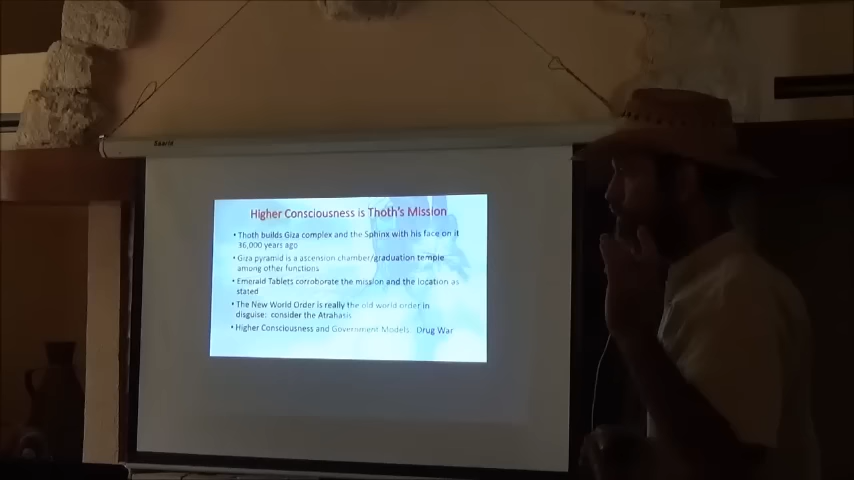 Higher Consciousness is Thoth's Mission
• Thoth builds Giza complex and the Sphinx with his face on it
36,000 years ago
• Giza pyramid is a ascension chamber/graduation temple
among other functions
• Emerald Tablets corroborate the mission and the location as
stated
• The New World Order is really the old world order in
disguise: consider the Atrahasis
• Higher Consciousness and Government Models: Drug War